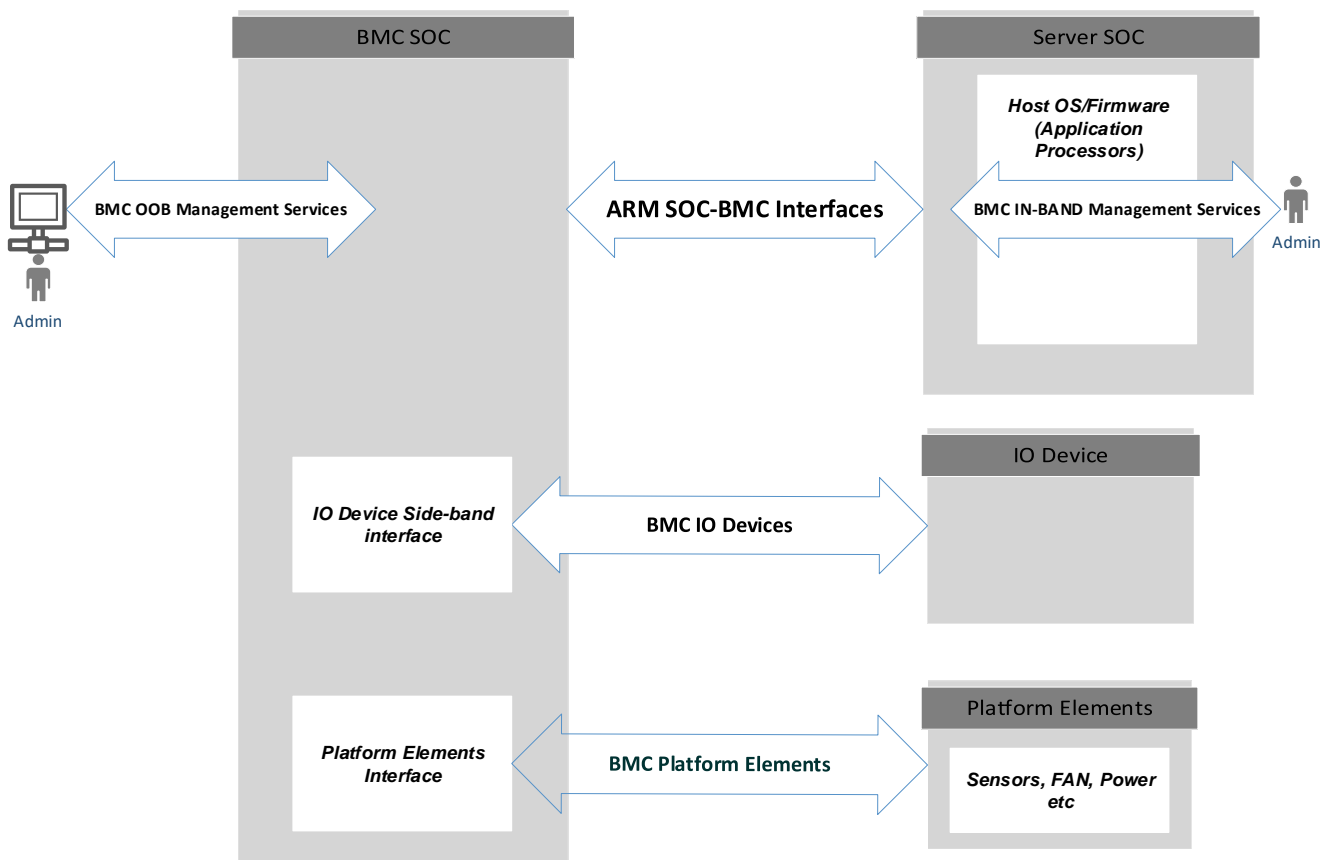 BMC SOC
Server SOC
Host OS/Firmware
(Application
Processors)
BMC OOB Management Services
ARM SOC-BMC Interfaces
BMC IN-BAND Management Services
Admin
Admin
IO Device
IO Device Side-band
interface
BMC IO Devices
Platform Elements
Platform Elements
Interface
BMC Platform Elements
Sensors, FAN, Power
etc